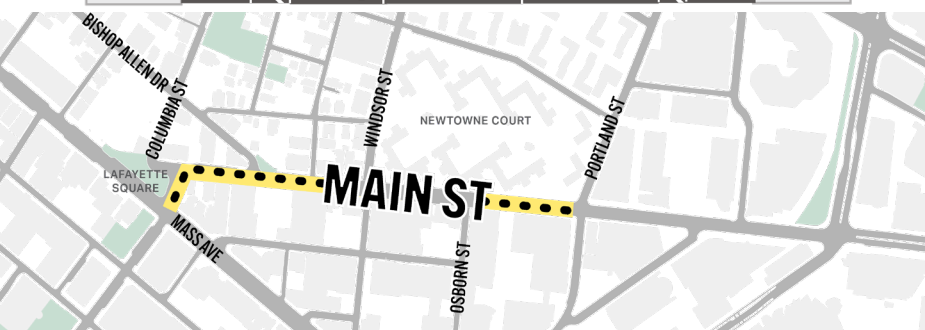 BISHOP ALLEN DR
COLUMBIA ST
WINDSOR ST
NEWTOWNE COURT
PORTLAND ST
LAFAYETTE
SQUARE
MAIN ST
MASS AVE
OSBORN ST